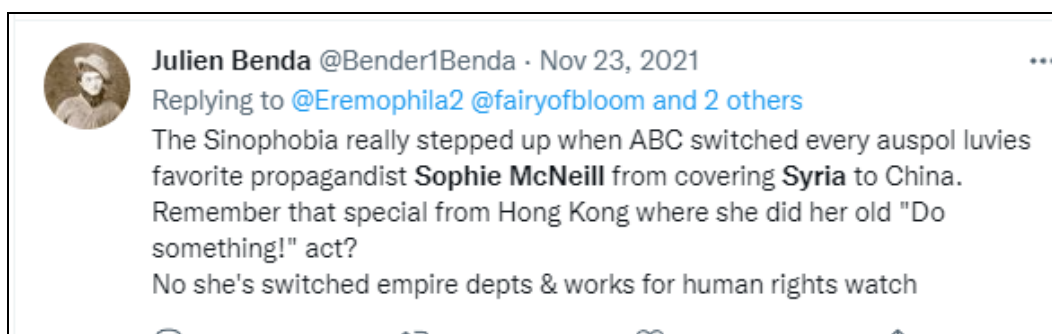 Julien Benda @Bender1Benda · Nov 23, 2021
Replying to @Eremophila2 @fairyofbloom and 2 others
The Sinophobia really stepped up when ABC switched every auspol luvies
favorite propagandist Sophie McNeill from covering Syria to China.
Remember that special from Hong Kong where she did her old "Do
something!" act?
No she's switched empire depts & works for human rights watch